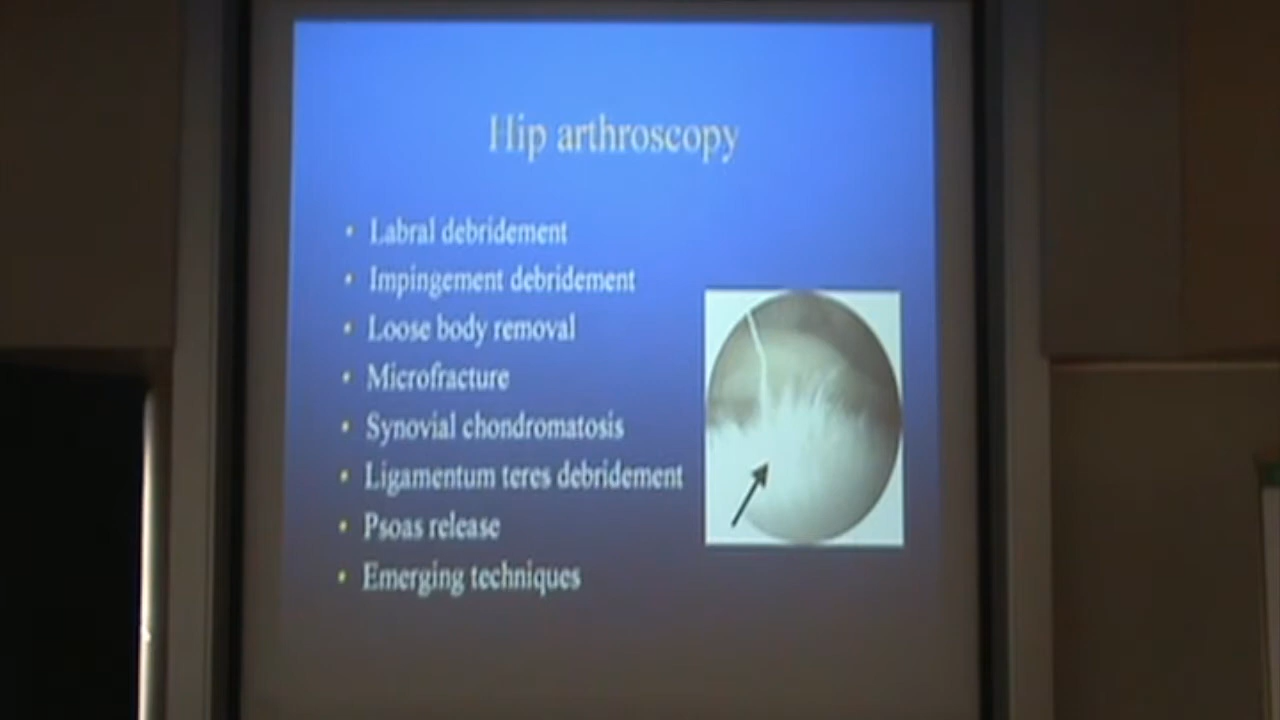 Hip arthroscopy
• Labral debridement
• Impingement debridement
• Loose body removal
• Microfracture
• Synovial chondromatosis
• Ligamentum teres debridement
• Psoas release
• Emerging techniques